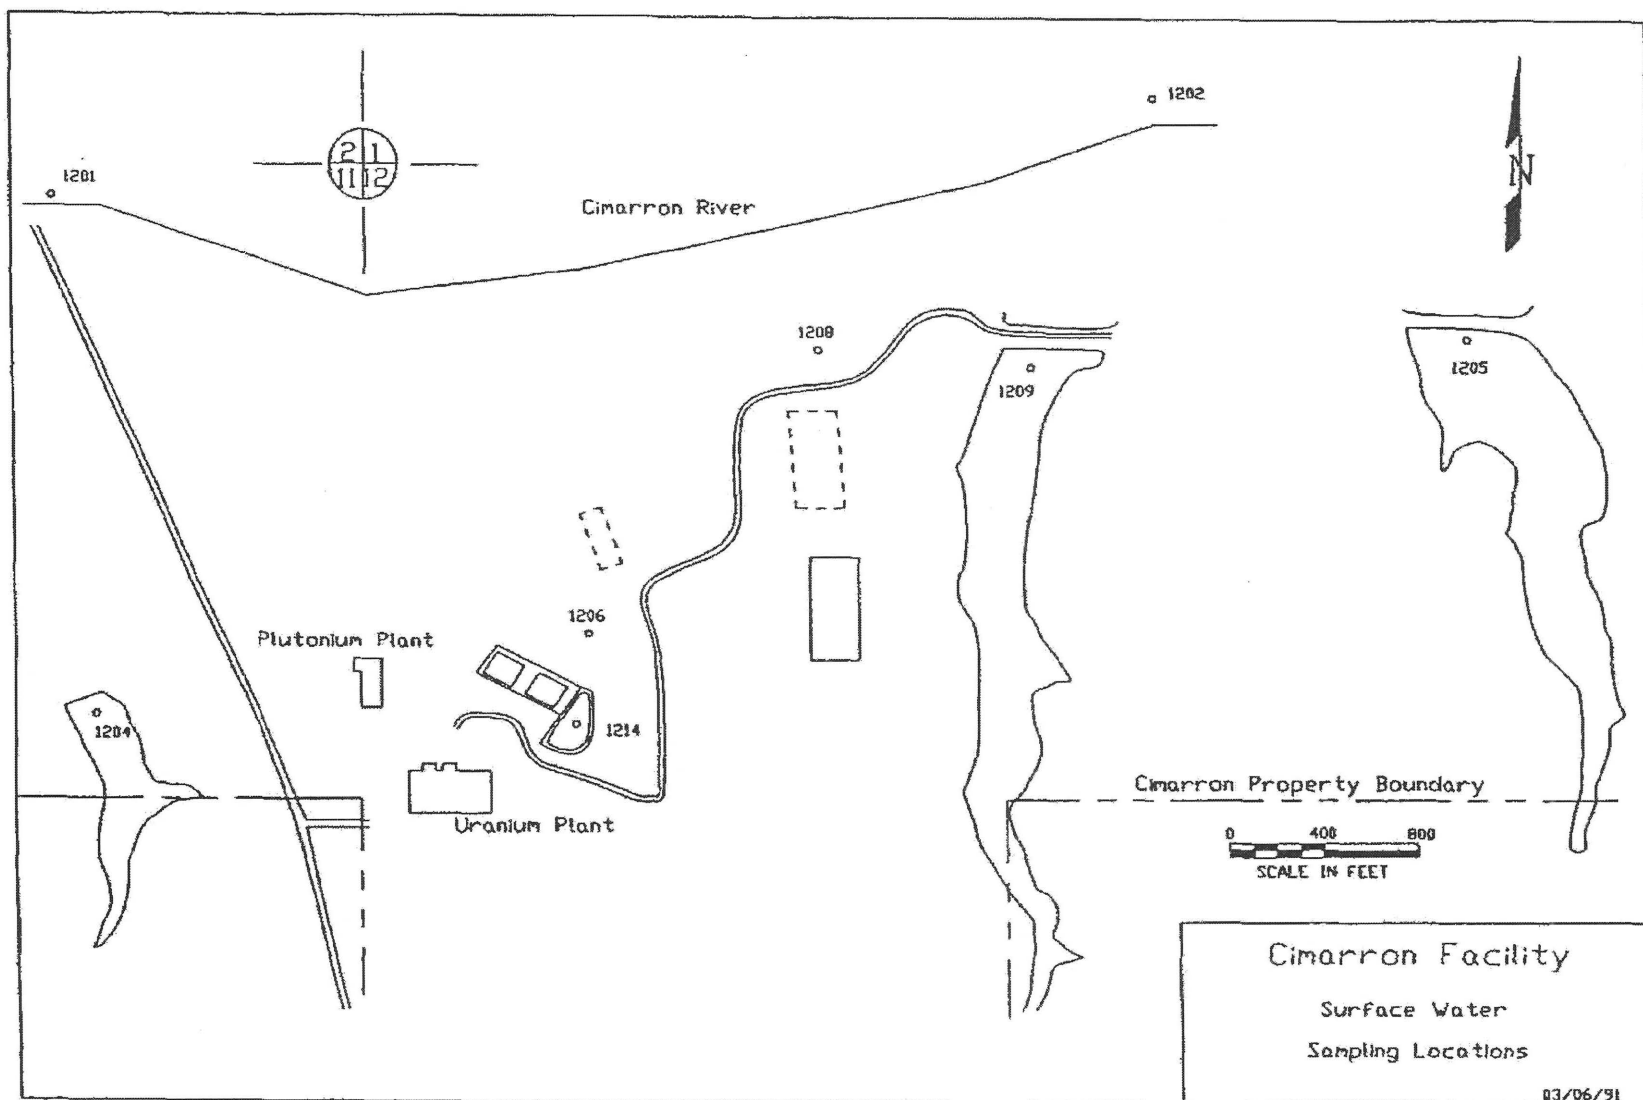 1202
2 1
11 12
1201
N
Cimarron River
1208
1205
1209
1206
Plutonium Plant
1204
1214
Cimarron Property Boundary
Uranium Plant
0 400 800
SCALE IN FEET
Cimarron Facility
Surface Water
Sampling Locations
03/06/91